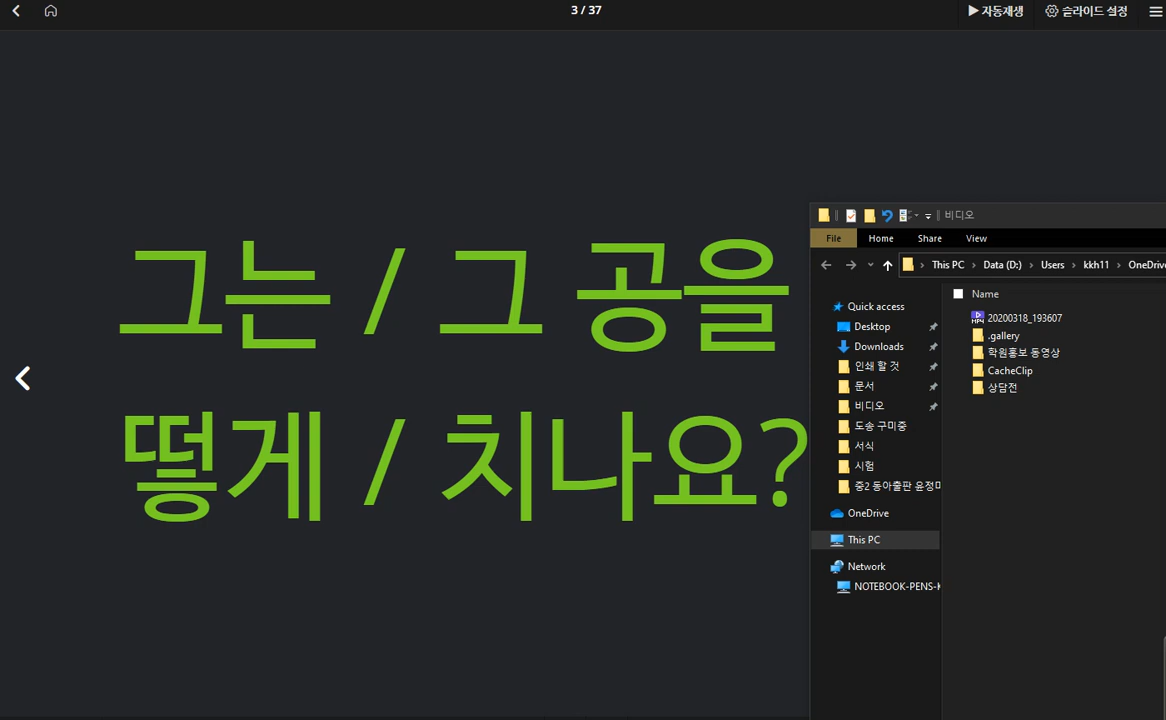 3 / 37
▶ 자동재생
슬라이드 설정
그는 / 그 공을
떻게 / 치나요?
비디오
File Home Share View
This PC > Data (D:) > Users > kkh11 >
Name
Quick access
Desktop
Downloads
인쇄 할 것
문서
비디오
도송 구미중
서식
시험
중2 동아출판
OneDrive
This PC
Network
20200318_193607
.gallery
학원홍보 동영상
CacheClip
상담전